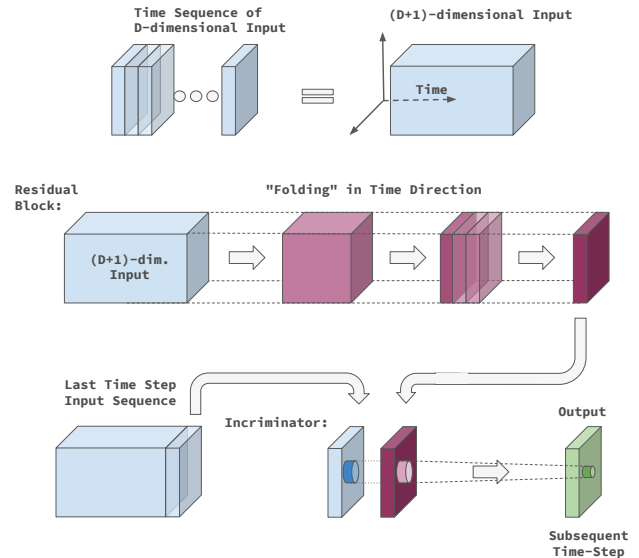 Time Sequence of
D-dimensional Input
(D+1)-dimensional Input
Time
Residual
Block:
"Folding" in Time Direction
(D+1)-dim.
Input
Last Time Step
Input Sequence
Incriminator:
Output
Subsequent
Time-Step